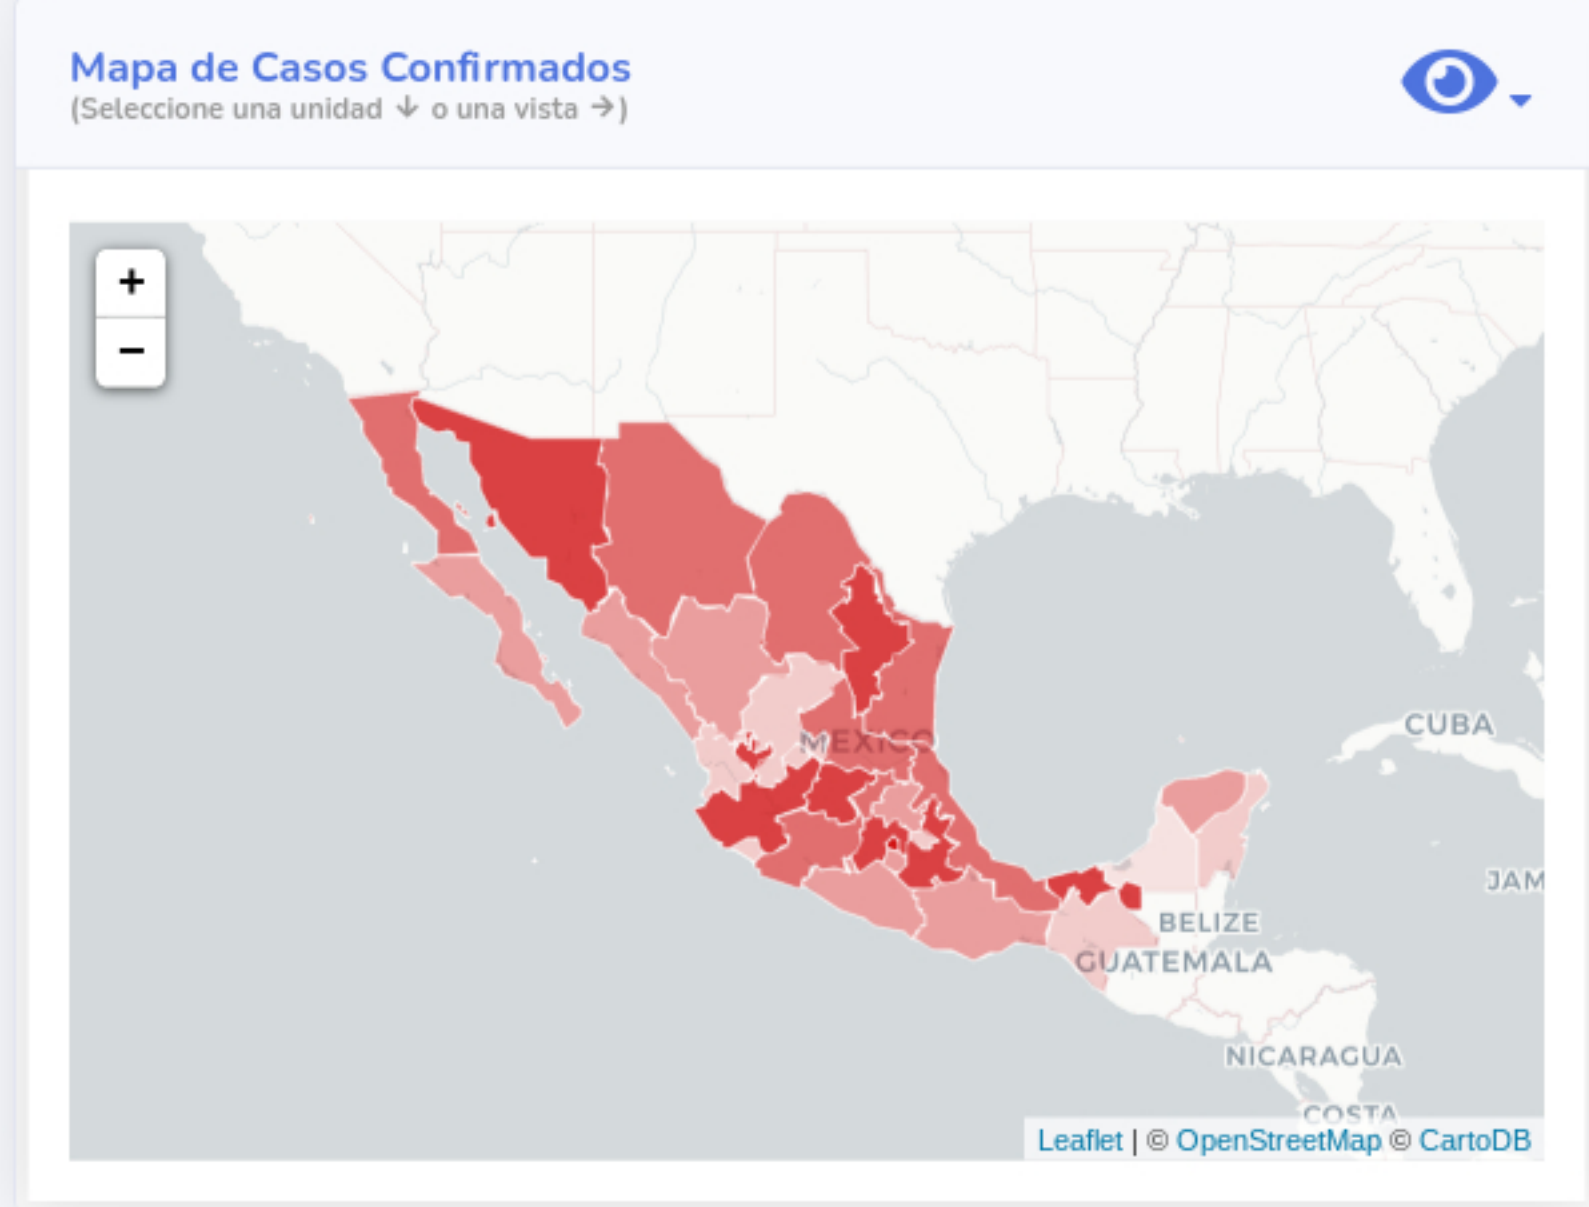 Mapa de Casos Confirmados
(Seleccione una unidad ↓ o una vista →)
+
−
MEXICO
CUBA
JAM
BELIZE
GUATEMALA
NICARAGUA
COSTA
Leaflet | © OpenStreetMap © CartoDB